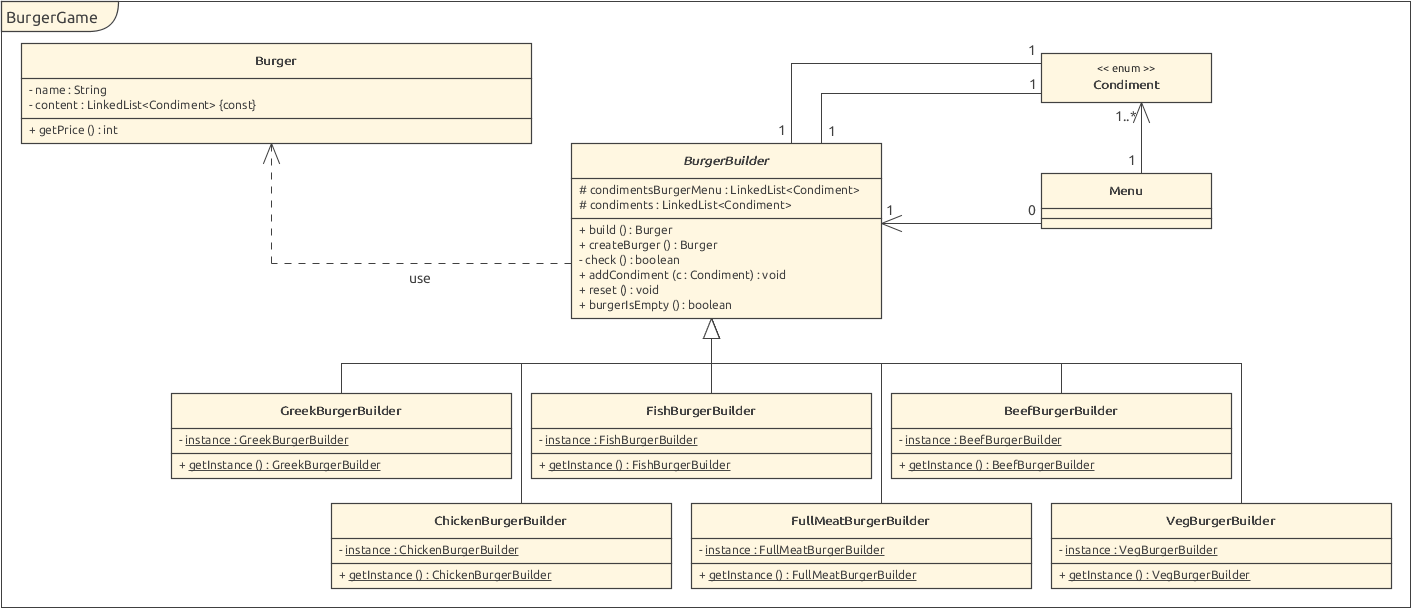 BurgerGame
Burger
- name : String
- content : LinkedList<Condiment> {const}
+ getPrice () : int
1
1
<< enum >>
Condiment
1..*
1
1
1
BurgerBuilder
# condimentsBurgerMenu : LinkedList<Condiment>
# condiments : LinkedList<Condiment>
+ build () : Burger
+ createBurger () : Burger
- check () : boolean
+ addCondiment (c : Condiment) : void
+ reset () : void
+ burgerIsEmpty () : boolean
Menu
1
0
use
GreekBurgerBuilder
- instance : GreekBurgerBuilder
+ getInstance () : GreekBurgerBuilder
FishBurgerBuilder
- instance : FishBurgerBuilder
+ getInstance () : FishBurgerBuilder
BeefBurgerBuilder
- instance : BeefBurgerBuilder
+ getInstance () : BeefBurgerBuilder
ChickenBurgerBuilder
- instance : ChickenBurgerBuilder
+ getInstance () : ChickenBurgerBuilder
FullMeatBurgerBuilder
- instance : FullMeatBurgerBuilder
+ getInstance () : FullMeatBurgerBuilder
VegBurgerBuilder
- instance : VegBurgerBuilder
+ getInstance () : VegBurgerBuilder